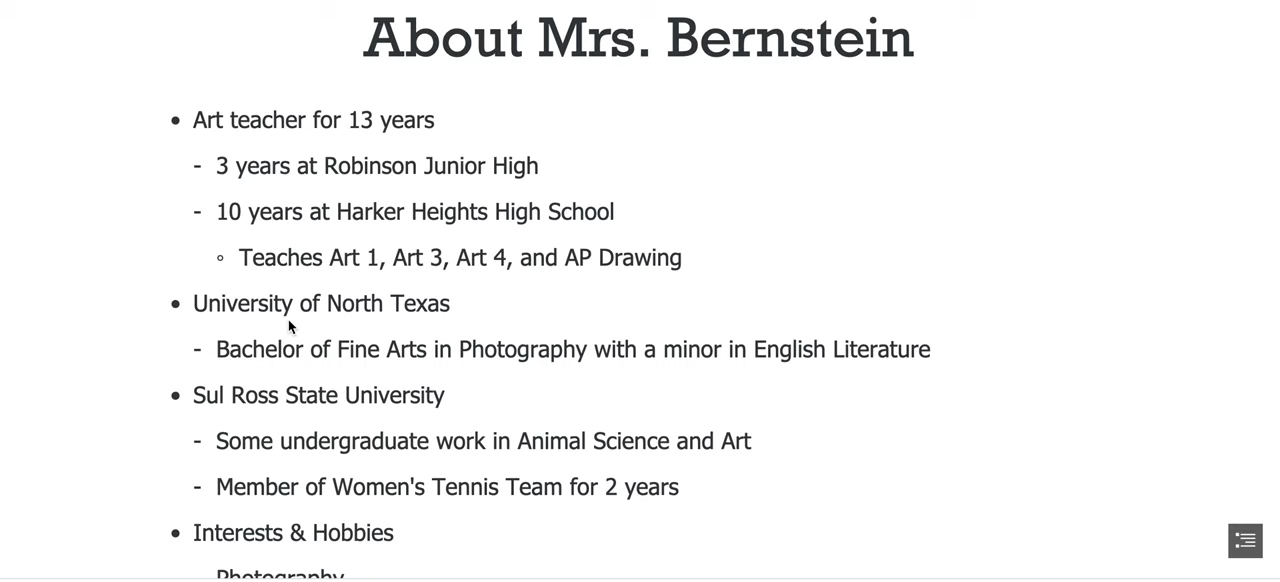 About Mrs. Bernstein
• Art teacher for 13 years
- 3 years at Robinson Junior High
- 10 years at Harker Heights High School
◦ Teaches Art 1, Art 3, Art 4, and AP Drawing
• University of North Texas
- Bachelor of Fine Arts in Photography with a minor in English Literature
• Sul Ross State University
- Some undergraduate work in Animal Science and Art
- Member of Women's Tennis Team for 2 years
• Interests & Hobbies
Photography